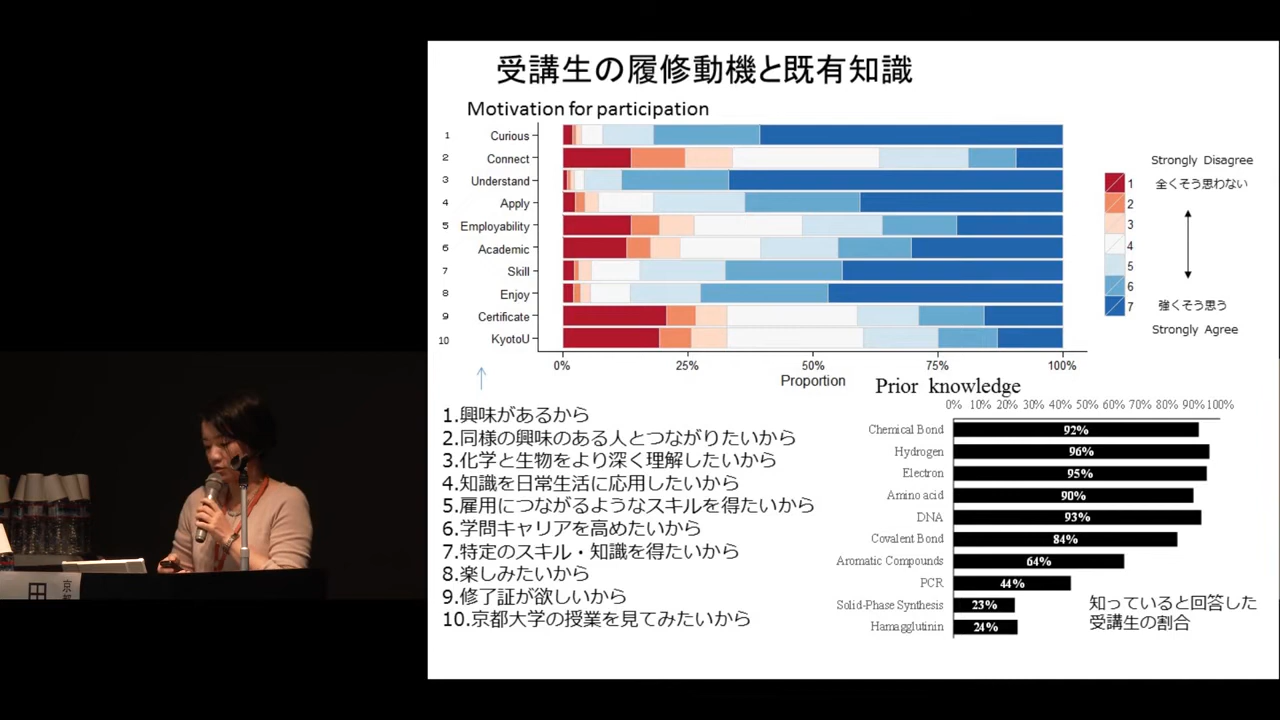 受講生の履修動機と既有知識
Motivation for participation
1 Curious
2 Connect
3 Understand
4 Apply
5 Employability
6 Academic
7 Skill
8 Enjoy
9 Certificate
10 KyotoU
0% 25% 50% 75% 100%
Proportion
Strongly Disagree
1 全くそう思わない
2
3
4
5
6
7 強くそう思う
Strongly Agree
1.興味があるから
2.同様の興味のある人とつながりたいから
3.化学と生物をより深く理解したいから
4.知識を日常生活に応用したいから
5.雇用につながるようなスキルを得たいから
6.学問キャリアを高めたいから
7.特定のスキル・知識を得たいから
8.楽しみたいから
9.修了証が欲しいから
10.京都大学の授業を見てみたいから
Prior knowledge
0% 10% 20% 30% 40% 50% 60% 70% 80% 90% 100%
Chemical Bond 92%
Hydrogen 96%
Electron 95%
Amino acid 90%
DNA 93%
Covalent Bond 84%
Aromatic Compounds 64%
PCR 44%
Solid-Phase Synthesis 23%
Hamagglutinin 24%
知っていると回答した
受講生の割合
田
京都